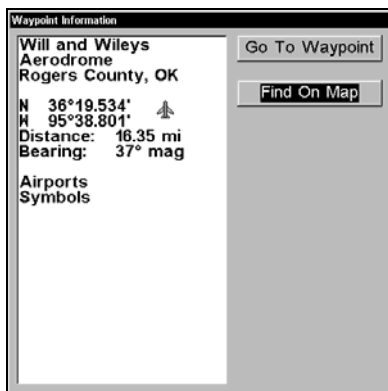 Waypoint Information
Will and Wileys
Aerodrome
Rogers County, OK
N 36°19.534'
W 95°38.801'
Distance: 16.35 mi
Bearing: 37° mag
Airports
Symbols
Go To Waypoint
Find On Map